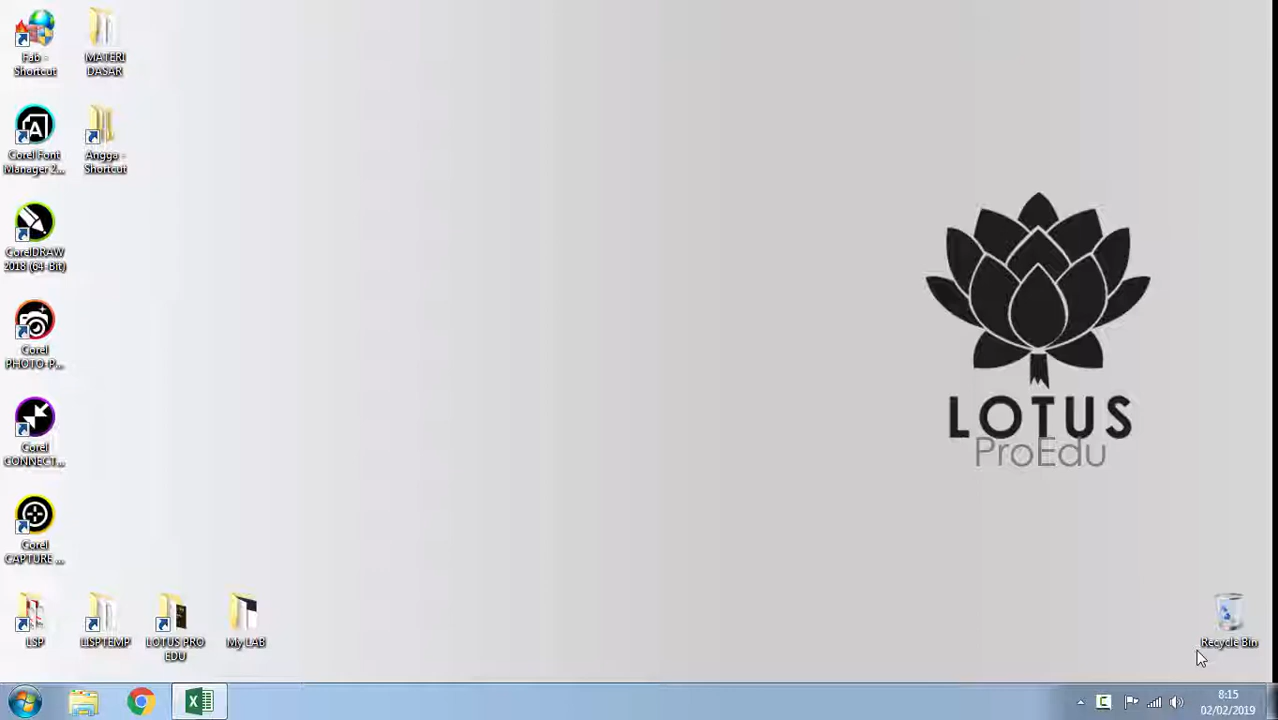 Fab -
Shortcut
MATERI
DASAR
Corel Font
Manager 2...
Angga -
Shortcut
CorelDRAW
2018 (64-Bit)
Corel
PHOTO-P...
Corel
CONNECT...
Corel
CAPTURE ...
LOTUS
ProEdu
LSP
LISPTEMP
LOTUS PRO
EDU
My LAB
Recycle Bin
8:15
02/02/2019